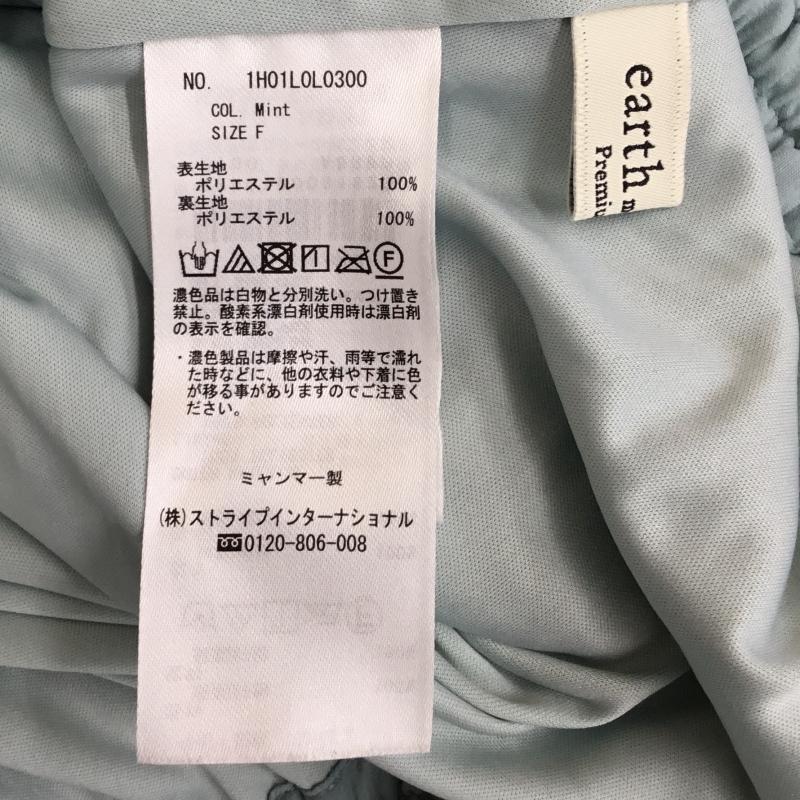 NO. 1H01L0L0300
COL. Mint
SIZE F
表生地
ポリエステル 100%
裏生地
ポリエステル 100%
F
濃色品は白物と分別洗い。つけ置き
禁止。酸素系漂白剤使用時は漂白剤
の表示を確認。
・濃色製品は摩擦や汗、雨等で濡れ
た時などに、他の衣料や下着に色
が移る事がありますのでご注意く
ださい。
ミャンマー製
(株)ストライプインターナショナル
0120-806-008
earth m
Premiu